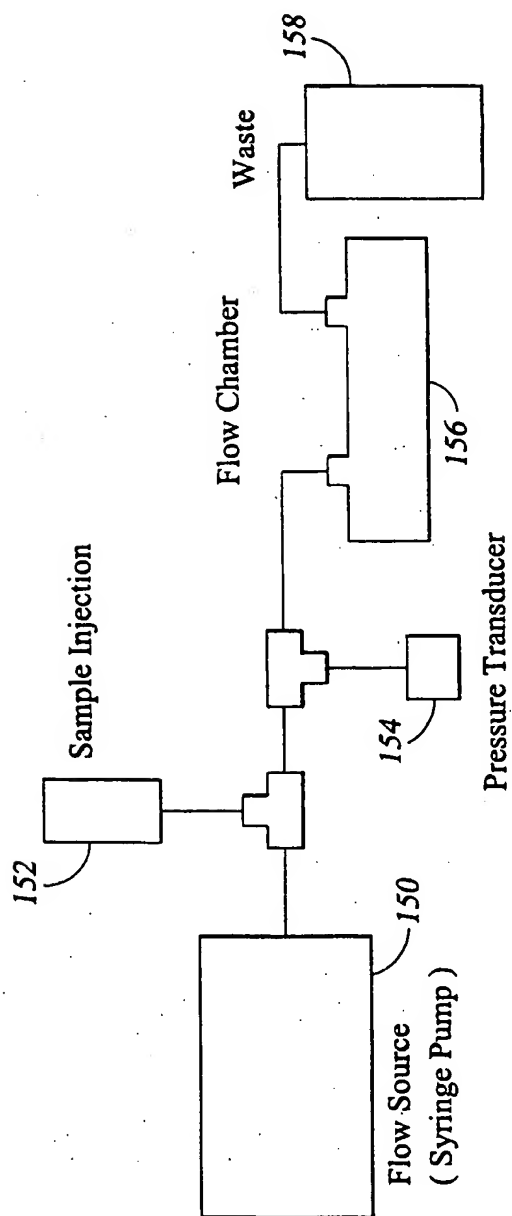 Sample Injection
152
Flow Source
( Syringe Pump )
150
154
Pressure Transducer
Flow Chamber
156
Waste
158